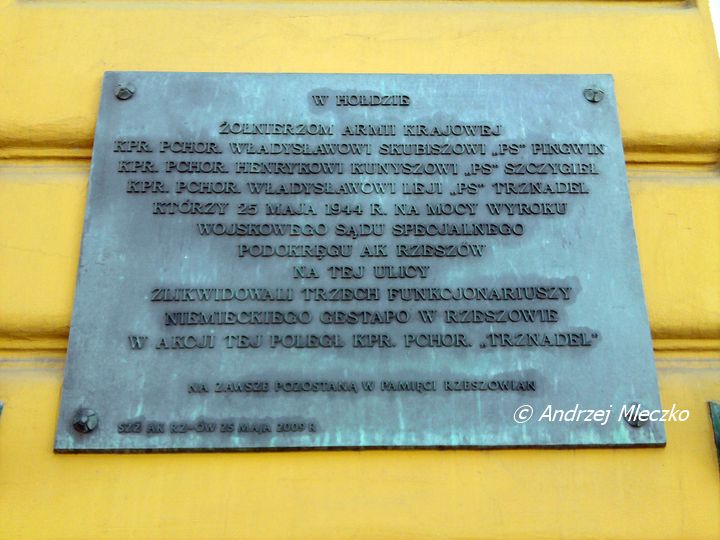 W HOŁDZIE
ŻOŁNIERZOM ARMII KRAJOWEJ
KPR. PCHOR. WŁADYSŁAWOWI SKUBISZOWI „PS" PINGWIN
KPR. PCHOR. HENRYKOWI KUNYSZOWI „PS" SZCZYGIEŁ
KPR. PCHOR. WŁADYSŁAWOWI LEJI „PS" TRZNADEL
KTÓRZY 25 MAJA 1944 R. NA MOCY WYROKU
WOJSKOWEGO SĄDU SPECJALNEGO
PODOKRĘGU AK RZESZÓW
NA TEJ ULICY
ZLIKWIDOWALI TRZECH FUNKCJONARIUSZY
NIEMIECKIEGO GESTAPO W RZESZOWIE
W AKCJI TEJ POLEGŁ KPR. PCHOR. „TRZNADEL"
NA ZAWSZE POZOSTANĄ W PAMIĘCI RZESZOWIAN
© Andrzej Mleczko
SZŻ AK RZ-ÓW 25 MAJA 2009 R